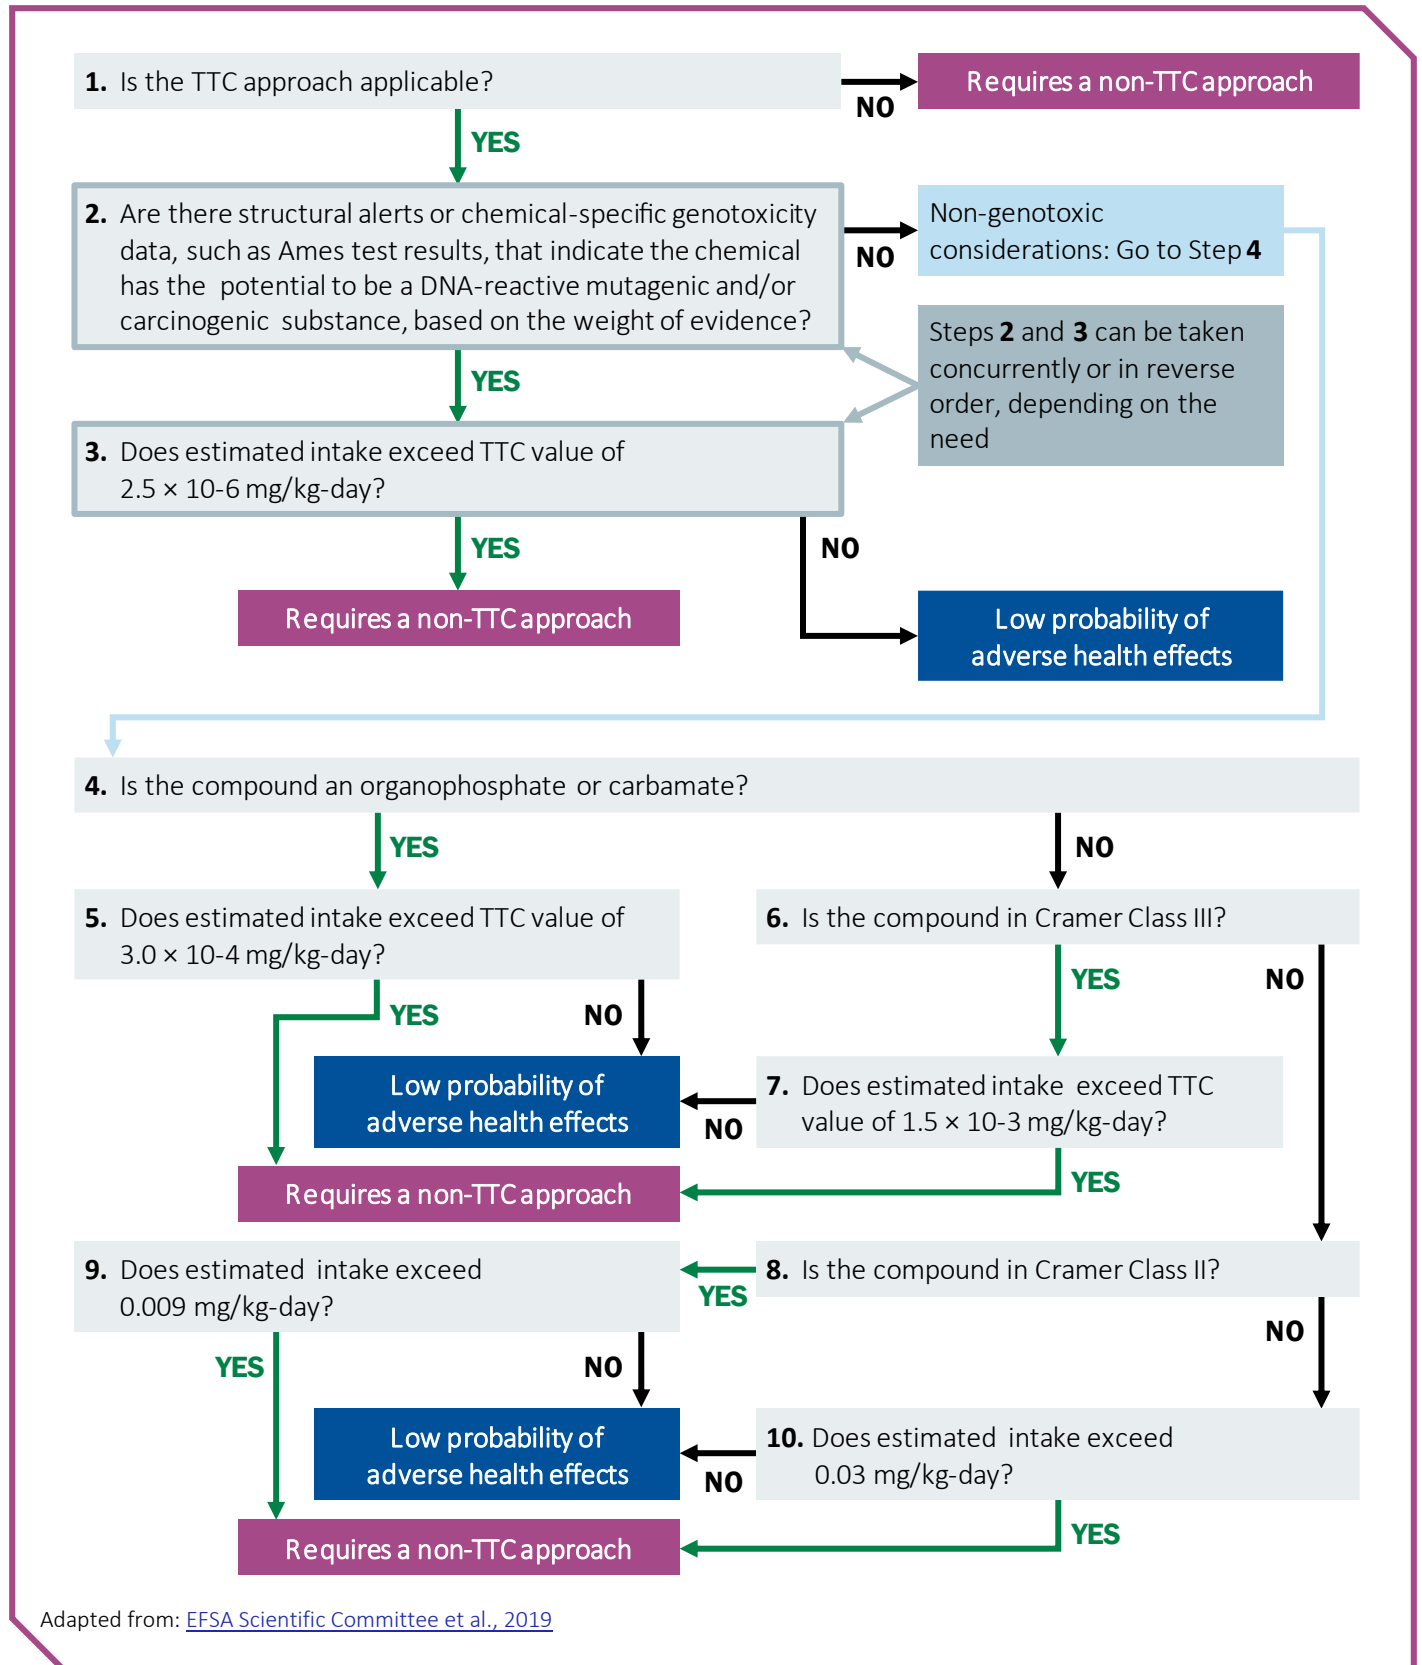 1. Is the TTC approach applicable?
NO
Requires a non-TTC approach
YES
2. Are there structural alerts or chemical-specific genotoxicity
data, such as Ames test results, that indicate the chemical
has the potential to be a DNA-reactive mutagenic and/or
carcinogenic substance, based on the weight of evidence?
NO
Non-genotoxic
considerations: Go to Step 4
Steps 2 and 3 can be taken
concurrently or in reverse
order, depending on the
need
YES
3. Does estimated intake exceed TTC value of
2.5 × 10-6 mg/kg-day?
YES
NO
Requires a non-TTC approach
Low probability of
adverse health effects
4. Is the compound an organophosphate or carbamate?
YES
NO
5. Does estimated intake exceed TTC value of
3.0 × 10-4 mg/kg-day?
6. Is the compound in Cramer Class III?
YES
NO
YES
NO
Low probability of
adverse health effects
NO
7. Does estimated intake exceed TTC
value of 1.5 × 10-3 mg/kg-day?
Requires a non-TTC approach
YES
9. Does estimated intake exceed
0.009 mg/kg-day?
YES
8. Is the compound in Cramer Class II?
YES
NO
NO
Low probability of
adverse health effects
NO
10. Does estimated intake exceed
0.03 mg/kg-day?
Requires a non-TTC approach
YES
Adapted from: EFSA Scientific Committee et al., 2019